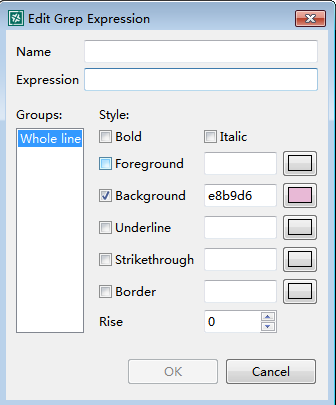 Edit Grep Expression
Name
Expression
Groups: Style:
Whole line
Bold Italic
Foreground
Background e8b9d6
Underline
Strikethrough
Border
Rise 0
OK Cancel